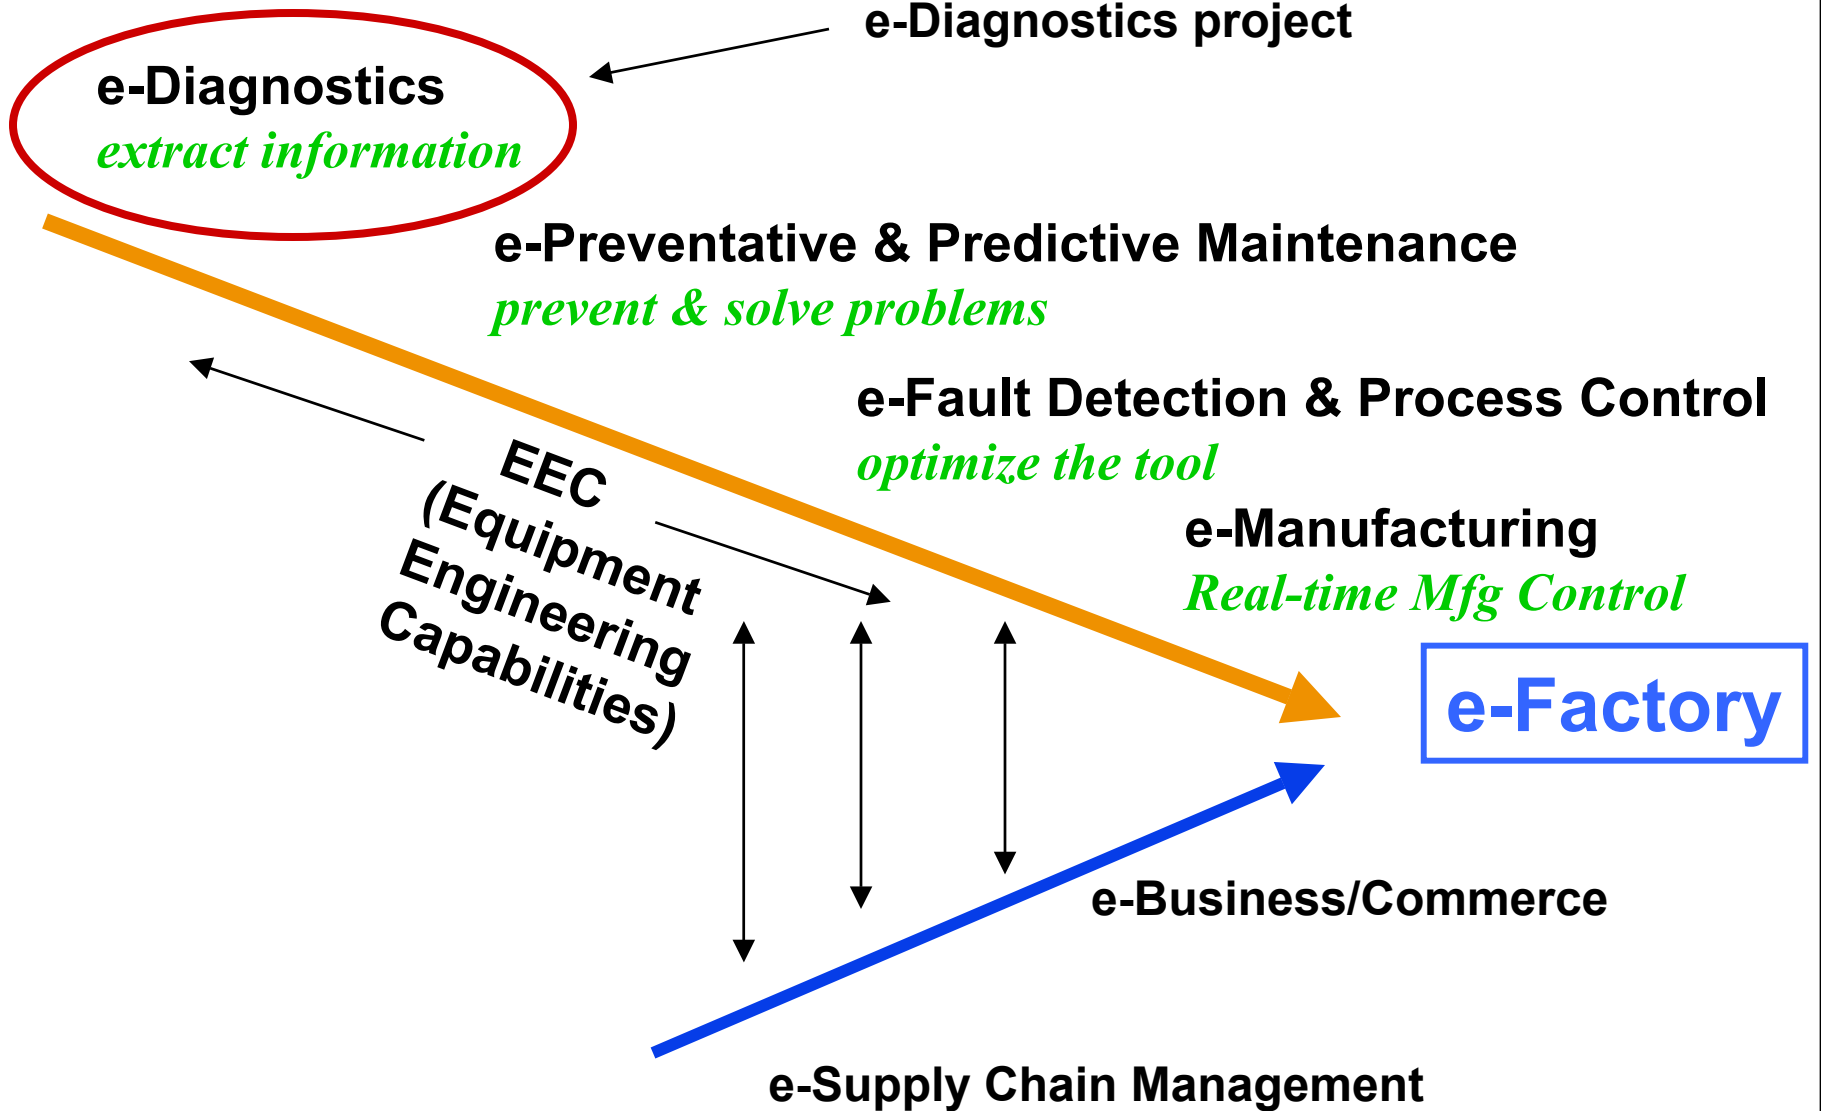 e-Diagnostics project
e-Diagnostics
extract information
e-Preventative & Predictive Maintenance
prevent & solve problems
e-Fault Detection & Process Control
optimize the tool
EEC
(Equipment
Engineering
Capabilities)
e-Manufacturing
Real-time Mfg Control
e-Factory
e-Business/Commerce
e-Supply Chain Management